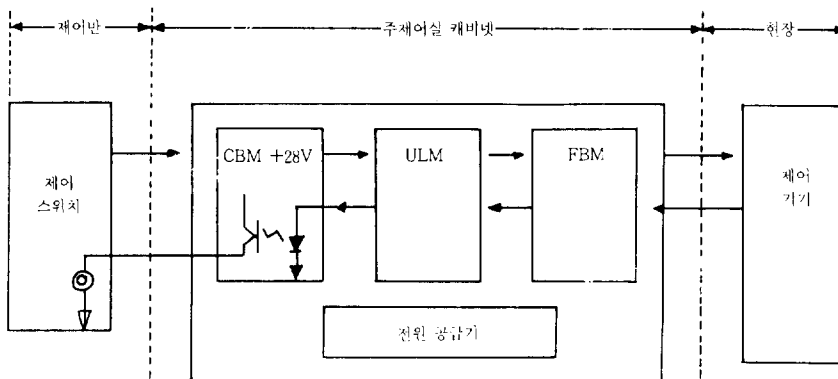 제어반 주제어실 캐비넷 현장
CBM +28V ULM FBM
제어
스위치
제어
기기
전원 공급기